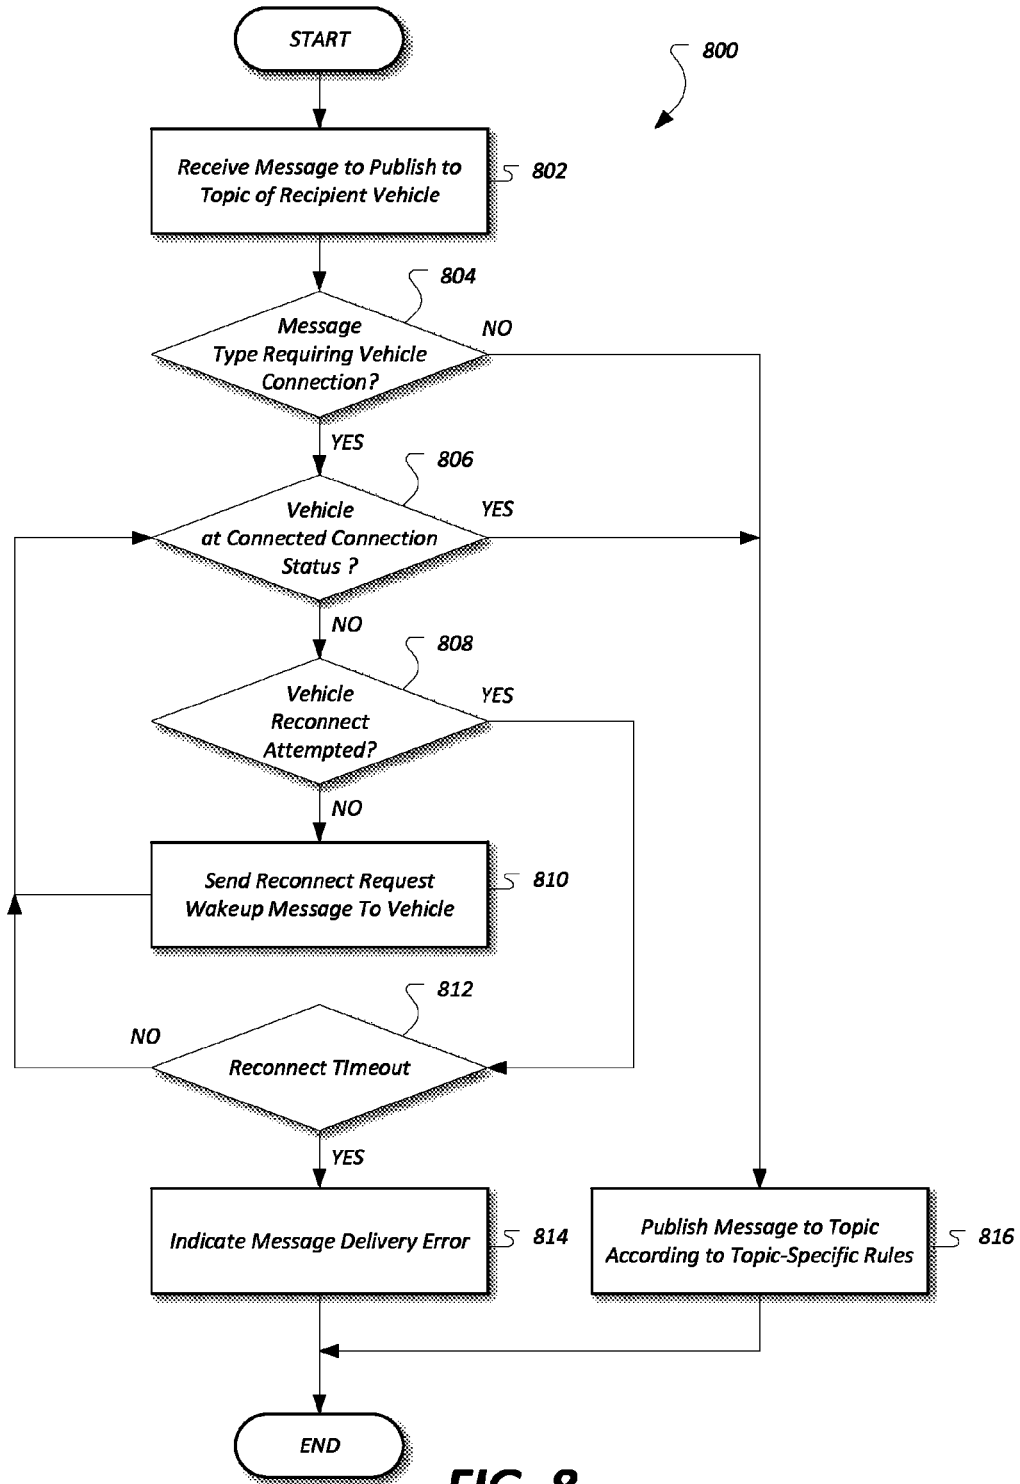 START
800
Receive Message to Publish to
Topic of Recipient Vehicle
802
804
Message
Type Requiring Vehicle
Connection?
NO
YES
806
Vehicle
at Connected Connection
Status ?
YES
NO
808
Vehicle
Reconnect
Attempted?
YES
NO
Send Reconnect Request
Wakeup Message To Vehicle
810
812
NO
Reconnect TImeout
YES
Indicate Message Delivery Error
814
Publish Message to Topic
According to Topic-Specific Rules
816
END
FIG. 8